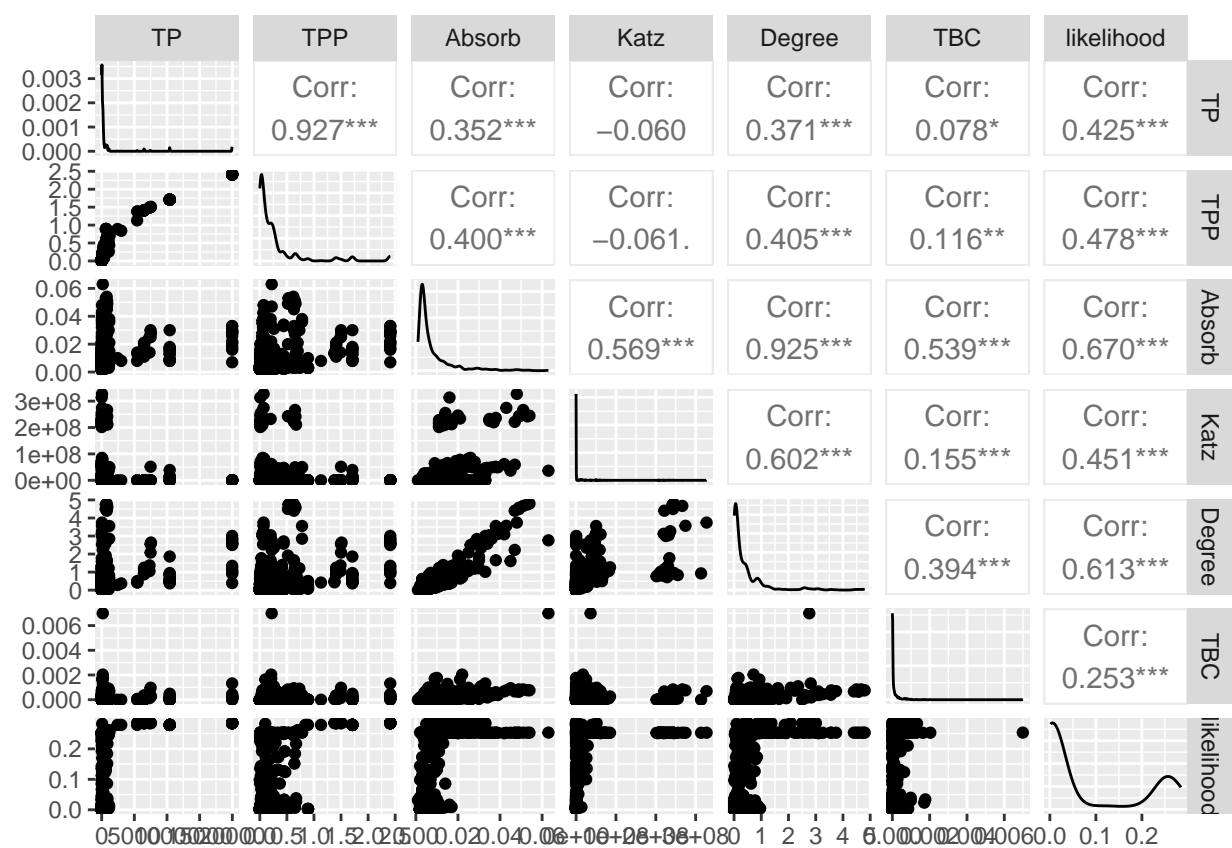 TP TPP Absorb Katz Degree TBC likelihood
Corr: Corr: Corr: Corr: Corr: Corr:
0.927*** 0.352*** −0.060 0.371*** 0.078* 0.425***
TP
0.003
0.002
0.001
0.000
Corr: Corr: Corr: Corr: Corr:
0.400*** −0.061. 0.405*** 0.116** 0.478***
TPP
2.5
2.0
1.5
1.0
0.5
0.0
Corr: Corr: Corr: Corr:
0.569*** 0.925*** 0.539*** 0.670***
Absorb
0.06
0.04
0.02
0.00
Corr: Corr: Corr:
0.602*** 0.155*** 0.451***
Katz
3e+08
2e+08
1e+08
0e+00
Corr: Corr:
0.394*** 0.613***
Degree
5
4
3
2
1
0
Corr:
0.253***
TBC
0.006
0.004
0.002
0.000
likelihood
0.2
0.1
0.0
0 1 2 3 4 0.0 0.1 0.2